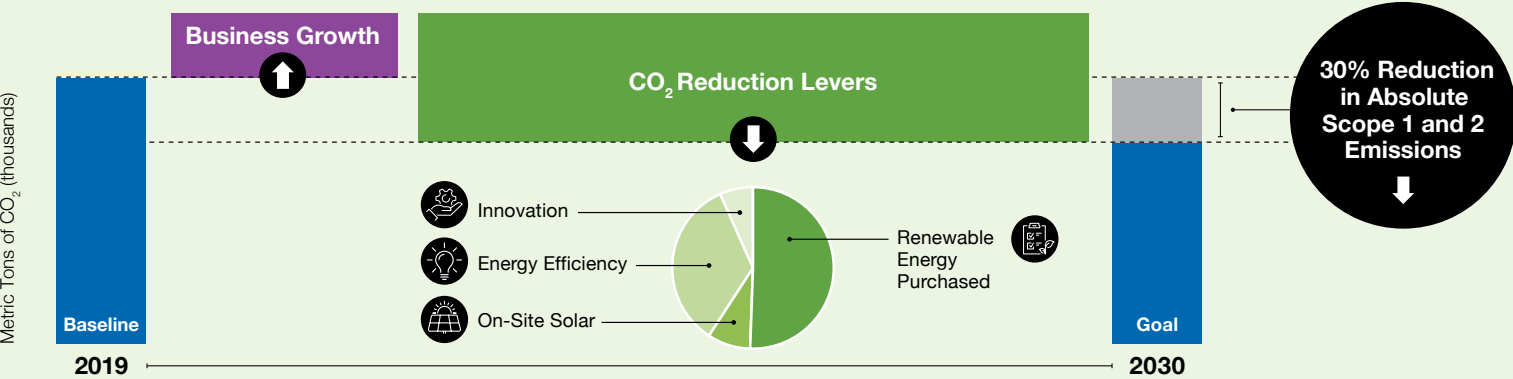 Metric Tons of CO₂ (thousands)
Baseline
2019
Business Growth
CO₂ Reduction Levers
Innovation
Energy Efficiency
On-Site Solar
Renewable
Energy
Purchased
Goal
2030
30% Reduction
in Absolute
Scope 1 and 2
Emissions